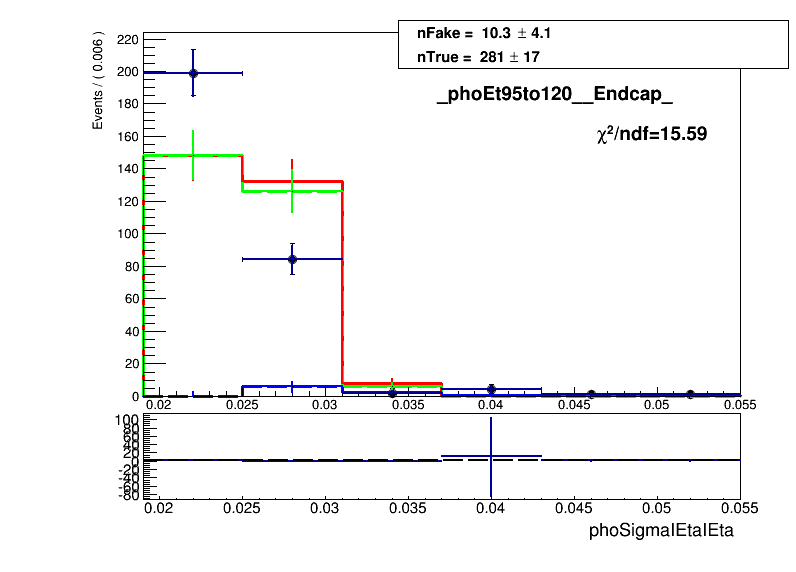 nFake = 10.3 ± 4.1
nTrue = 281 ± 17
_phoEt95to120__Endcap_
χ²/ndf=15.59
Events / ( 0.006 )
220
200
180
160
140
120
100
80
60
40
20
0
0.02 0.025 0.03 0.035 0.04 0.045 0.05 0.055
100
80
60
40
20
0
-20
-40
-60
-80
0.02 0.025 0.03 0.035 0.04 0.045 0.05 0.055
phoSigmaIEtaIEta